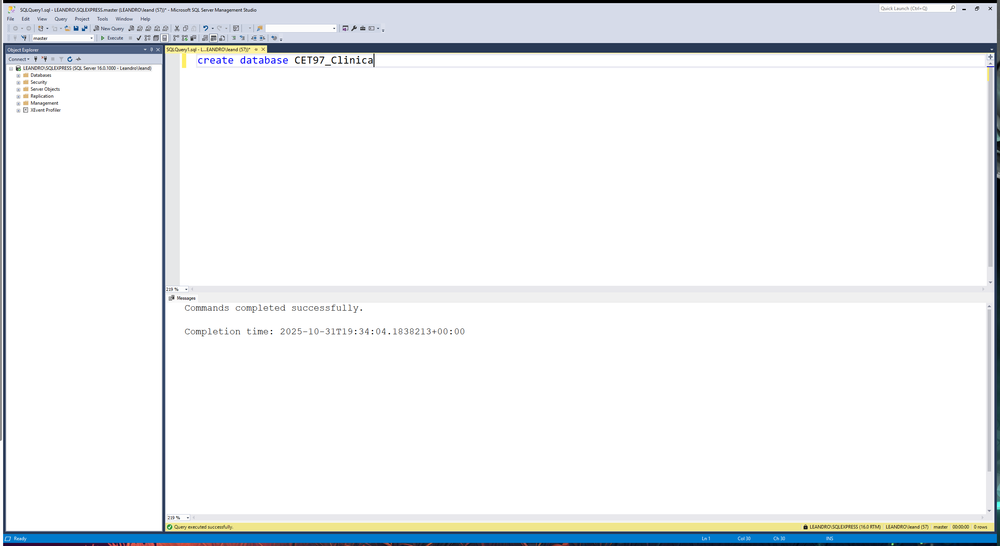 SQLQuery1.sql - LEANDRO\SQLEXPRESS.master (LEANDRO\leand (57))* - Microsoft SQL Server Management Studio
Quick Launch (Ctrl+Q)
File Edit View Query Project Tools Window Help
New Query MDX DMX XMLA DAX
master Execute
Object Explorer
SQLQuery1.sql - L...EANDRO\leand (57))*
Connect
create database CET97_Clinica
LEANDRO\SQLEXPRESS (SQL Server 16.0.1000 - Leandro\leand)
Databases
Security
Server Objects
Replication
Management
XEvent Profiler
219 %
Messages
Commands completed successfully.
Completion time: 2025-10-31T19:34:04.1838213+00:00
219 %
Query executed successfully.
LEANDRO\SQLEXPRESS (16.0 RTM) LEANDRO\leand (57) master 00:00:00 0 rows
Ready
Ln 1 Col 30 Ch 30 INS